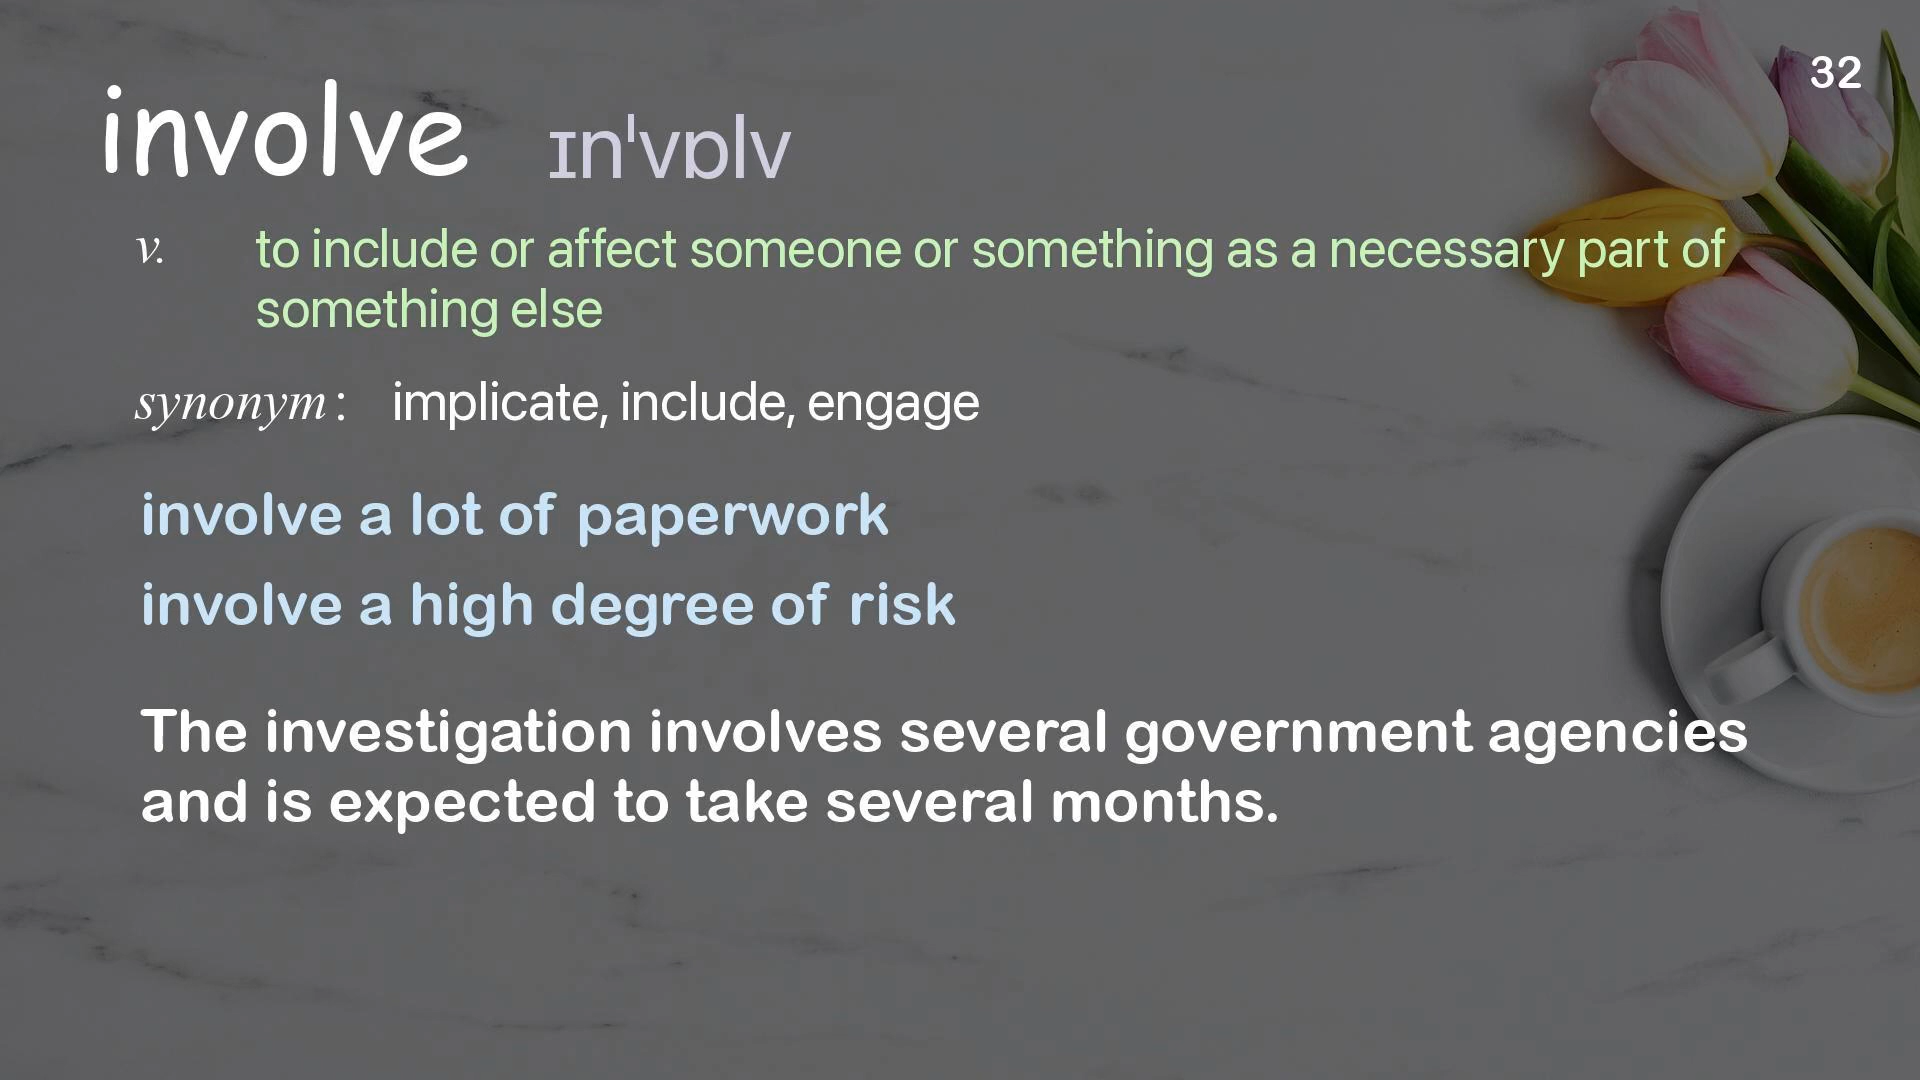 32
involve ɪn'vɒlv
v. to include or affect someone or something as a necessary part of
something else
synonym : implicate, include, engage
involve a lot of paperwork
involve a high degree of risk
The investigation involves several government agencies
and is expected to take several months.